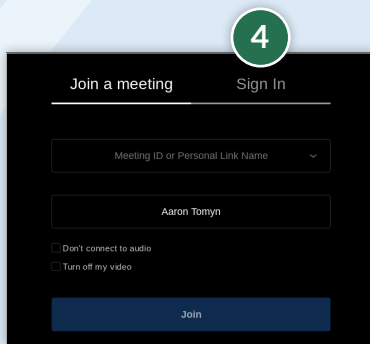 4
Join a meeting Sign In
Meeting ID or Personal Link Name
Aaron Tomyn
Don't connect to audio
Turn off my video
Join